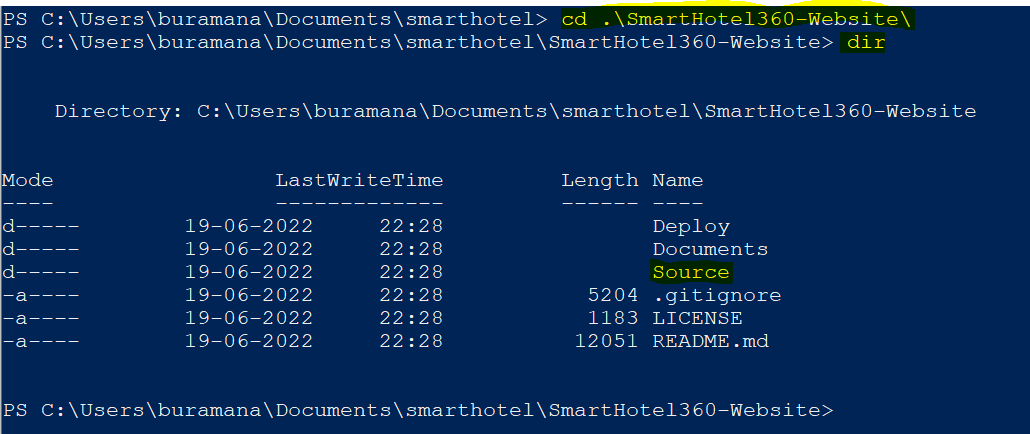 PS C:\Users\buramana\Documents\smarthotel> cd .\SmartHotel360-Website\
PS C:\Users\buramana\Documents\smarthotel\SmartHotel360-Website> dir
Directory: C:\Users\buramana\Documents\smarthotel\SmartHotel360-Website
Mode LastWriteTime Length Name
---- ------------- ------ ----
d----- 19-06-2022 22:28 Deploy
d----- 19-06-2022 22:28 Documents
d----- 19-06-2022 22:28 Source
-a---- 19-06-2022 22:28 5204 .gitignore
-a---- 19-06-2022 22:28 1183 LICENSE
-a---- 19-06-2022 22:28 12051 README.md
PS C:\Users\buramana\Documents\smarthotel\SmartHotel360-Website>